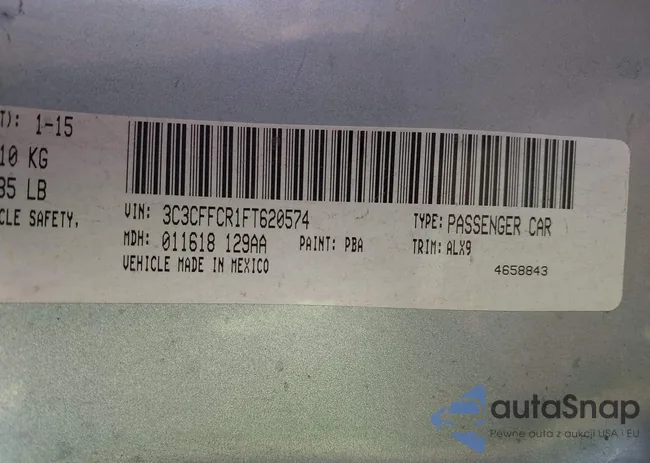 T): 1-15
10 KG
35 LB
CLE SAFETY,
VIN: 3C3CFFCR1FT620574
TYPE: PASSENGER CAR
MDH: 011618 129AA
PAINT: PBA
TRIM: ALX9
VEHICLE MADE IN MEXICO
4658843
autaSnap
Pewne auta z aukcji USA i EU